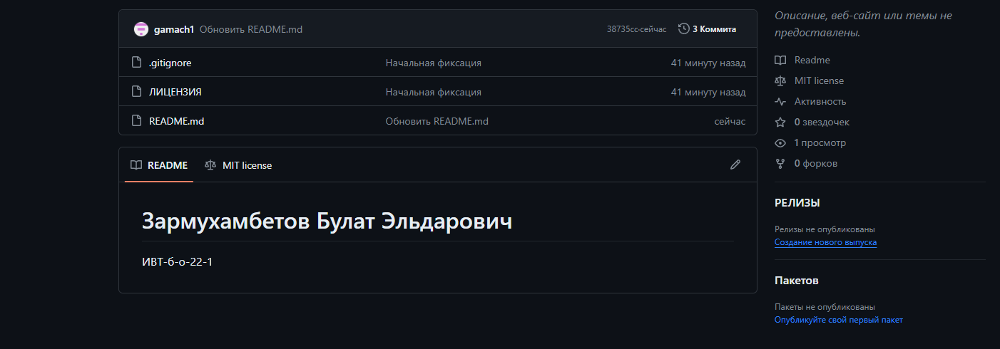 gamach1 Обновить README.md 38735cc·сейчас 3 Коммита
.gitignore Начальная фиксация 41 минуту назад
ЛИЦЕНЗИЯ Начальная фиксация 41 минуту назад
README.md Обновить README.md сейчас
README MIT license
Зармухамбетов Булат Эльдарович
ИВТ-б-о-22-1
Описание, веб-сайт или темы не
предоставлены.
Readme
MIT license
Активность
0 звездочек
1 просмотр
0 форков
РЕЛИЗЫ
Релизы не опубликованы
Создание нового выпуска
Пакетов
Пакеты не опубликованы
Опубликуйте свой первый пакет